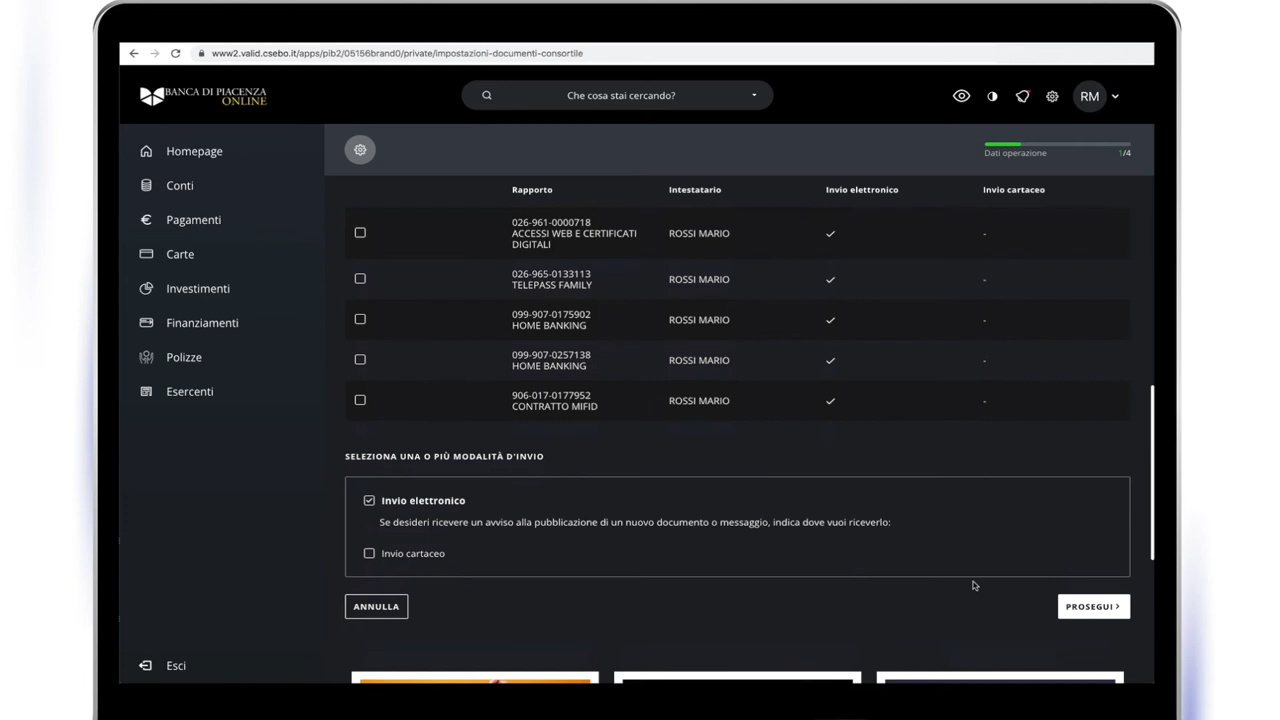 www2.valid.csebo.it/apps/pib2/05156brand0/private/impostazioni-documenti-consortile
BANCA DI PIACENZA
ONLINE
Che cosa stai cercando?
RM
Homepage
Conti
Pagamenti
Carte
Investimenti
Finanziamenti
Polizze
Esercenti
Esci
Dati operazione 1/4
Rapporto Intestatario Invio elettronico Invio cartaceo
026-961-0000718
ACCESSI WEB E CERTIFICATI
DIGITALI
ROSSI MARIO -
026-965-0133113
TELEPASS FAMILY
ROSSI MARIO -
099-907-0175902
HOME BANKING
ROSSI MARIO -
099-907-0257138
HOME BANKING
ROSSI MARIO -
906-017-0177952
CONTRATTO MIFID
ROSSI MARIO -
SELEZIONA UNA O PIÙ MODALITÀ D'INVIO
Invio elettronico
Se desideri ricevere un avviso alla pubblicazione di un nuovo documento o messaggio, indica dove vuoi riceverlo:
Invio cartaceo
ANNULLA
PROSEGUI